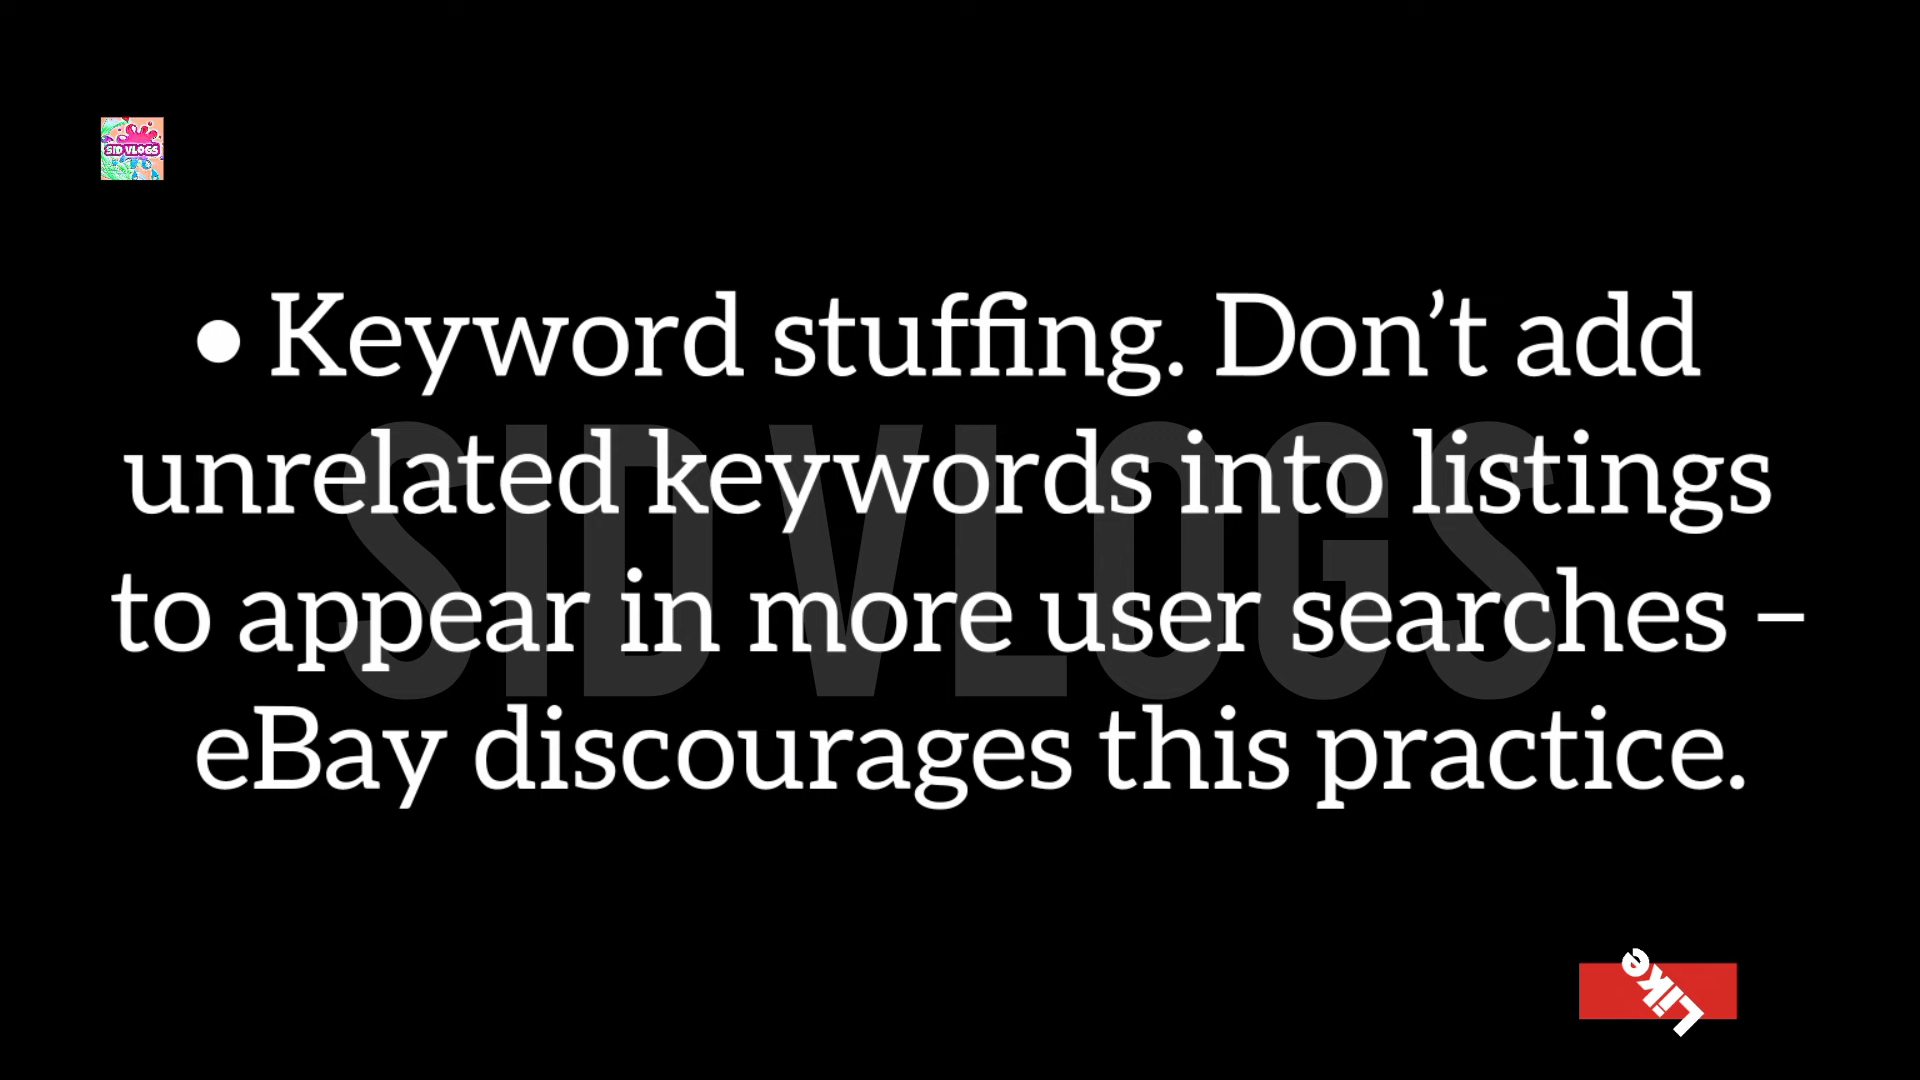 SID VLOGS
• Keyword stuffing. Don’t add
unrelated keywords into listings
to appear in more user searches –
eBay discourages this practice.
SID VLOGS
Like